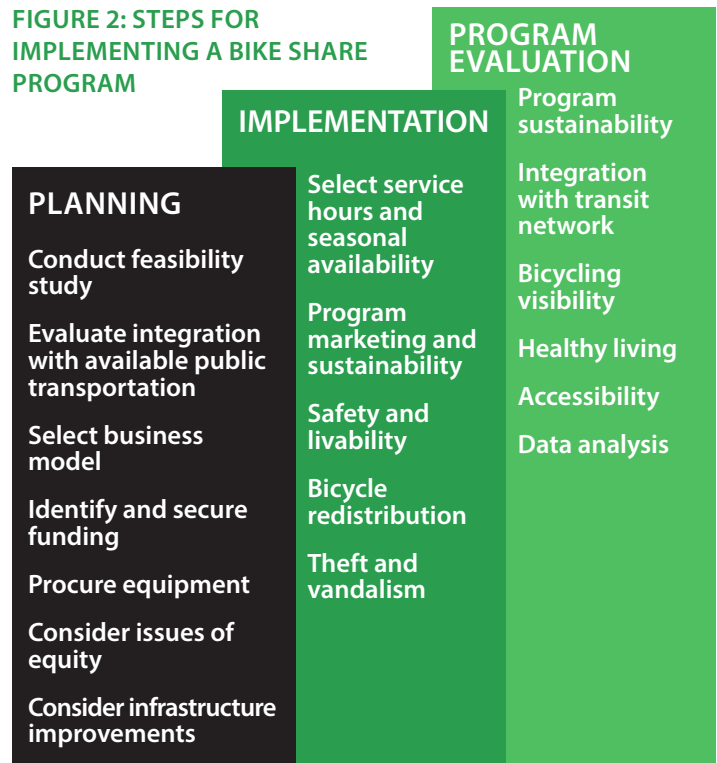 FIGURE 2: STEPS FOR
IMPLEMENTING A BIKE SHARE
PROGRAM
PLANNING
Conduct feasibility
study
Evaluate integration
with available public
transportation
Select business
model
Identify and secure
funding
Procure equipment
Consider issues of
equity
Consider infrastructure
improvements
IMPLEMENTATION
Select service
hours and
seasonal
availability
Program
marketing and
sustainability
Safety and
livability
Bicycle
redistribution
Theft and
vandalism
PROGRAM
EVALUATION
Program
sustainability
Integration
with transit
network
Bicycling
visibility
Healthy living
Accessibility
Data analysis